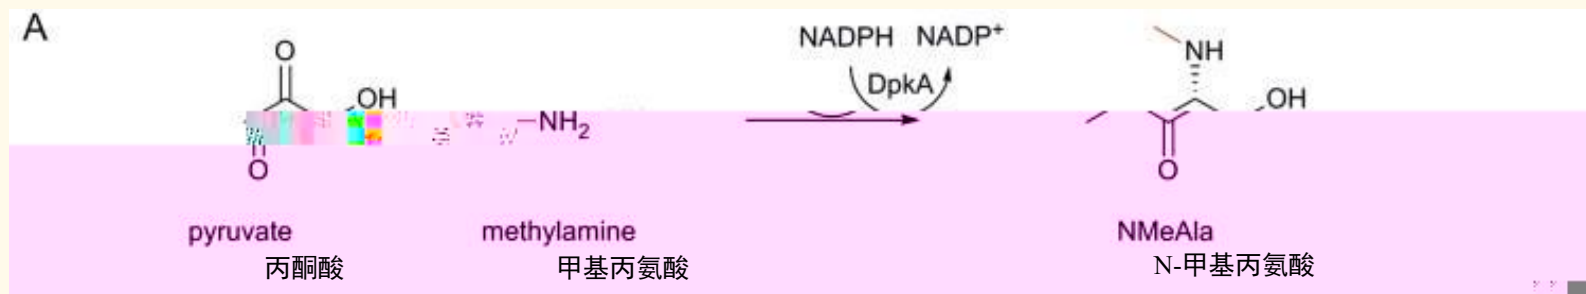 A
NADPH NADP+
DpkA
O
OH
NH2
O
NH
OH
O
pyruvate
methylamine
NMeAla
丙酮酸
甲基丙氨酸
N-甲基丙氨酸